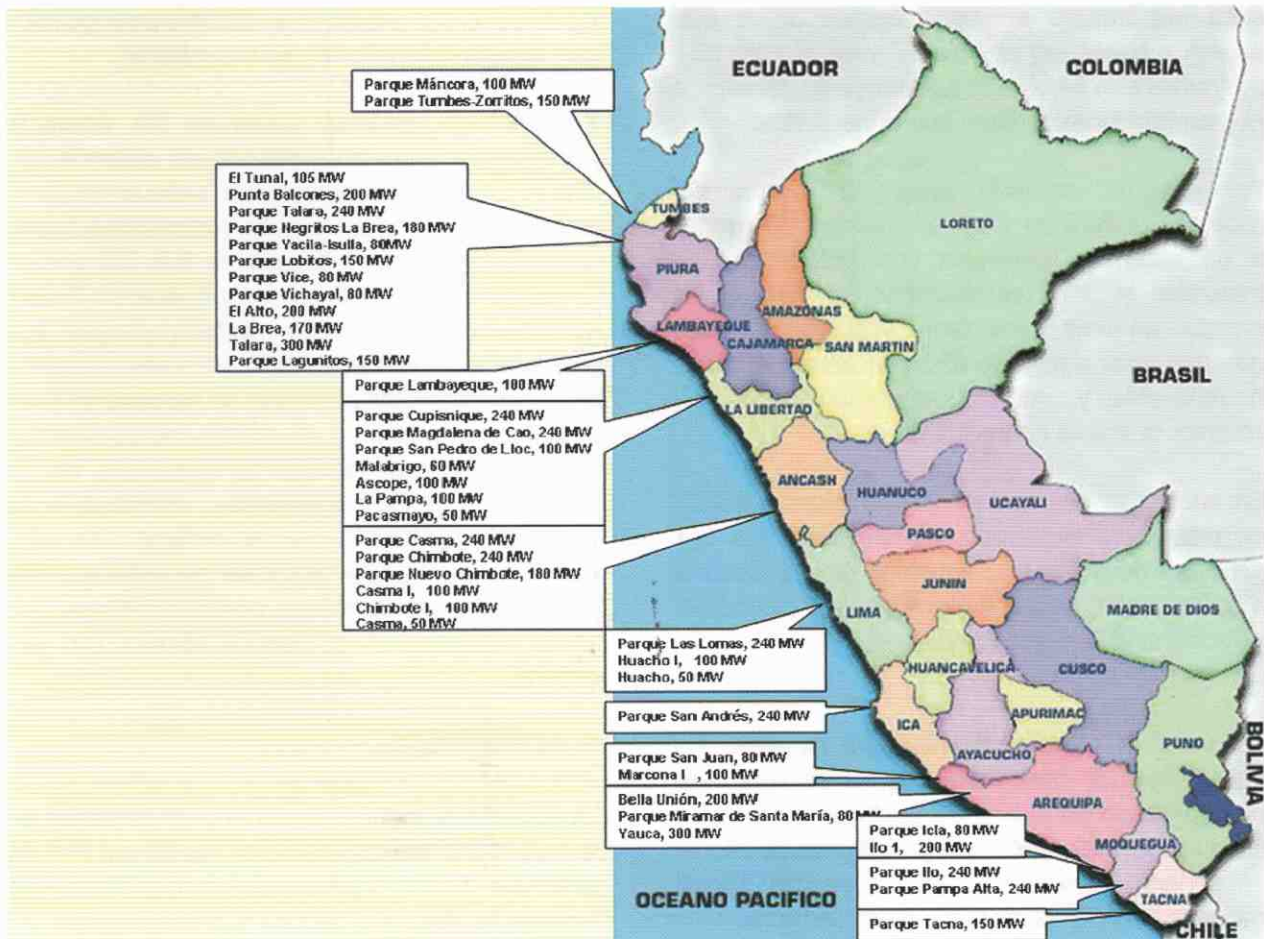 ECUADOR
COLOMBIA
Parque Máncora, 100 MW
Parque Tumbes-Zorritos, 150 MW
El Tunal, 105 MW
Punta Balcones, 200 MW
Parque Talara, 240 MW
Parque Negritos La Brea, 180 MW
Parque Yacila-Isulla, 80MW
Parque Lobitos, 150 MW
Parque Vice, 80 MW
Parque Vichayal, 80 MW
El Alto, 200 MW
La Brea, 170 MW
Talara, 300 MW
Parque Lagunitos, 150 MW
TUMBES
LORETO
PIURA
AMAZONAS
LAMBAYEQUE
CAJAMARCA
SAN MARTIN
BRASIL
Parque Lambayeque, 100 MW
LA LIBERTAD
Parque Cupisnique, 240 MW
Parque Magdalena de Cao, 240 MW
Parque San Pedro de Lloc, 100 MW
Malabrigo, 60 MW
Ascope, 100 MW
La Pampa, 100 MW
Pacasmayo, 50 MW
ANCASH
HUANUCO
UCAYALI
PASCO
Parque Casma, 240 MW
Parque Chimbote, 240 MW
Parque Nuevo Chimbote, 180 MW
Casma I, 100 MW
Chimbote I, 100 MW
Casma, 50 MW
JUNIN
LIMA
MADRE DE DIOS
Parque Las Lomas, 240 MW
Huacho I, 100 MW
Huacho, 50 MW
HUANCAVELICA
CUSCO
Parque San Andrés, 240 MW
ICA
APURIMAC
AYACUCHO
PUNO
BOLIVIA
Parque San Juan, 80 MW
Marcona I , 100 MW
Bella Unión, 200 MW
Parque Miramar de Santa María, 80 MW
Yauca, 300 MW
AREQUIPA
Parque Icla, 80 MW
Ilo 1, 200 MW
MOQUEGUA
Parque Ilo, 240 MW
Parque Pampa Alta, 240 MW
TACNA
Parque Tacna, 150 MW
OCEANO PACIFICO
CHILE